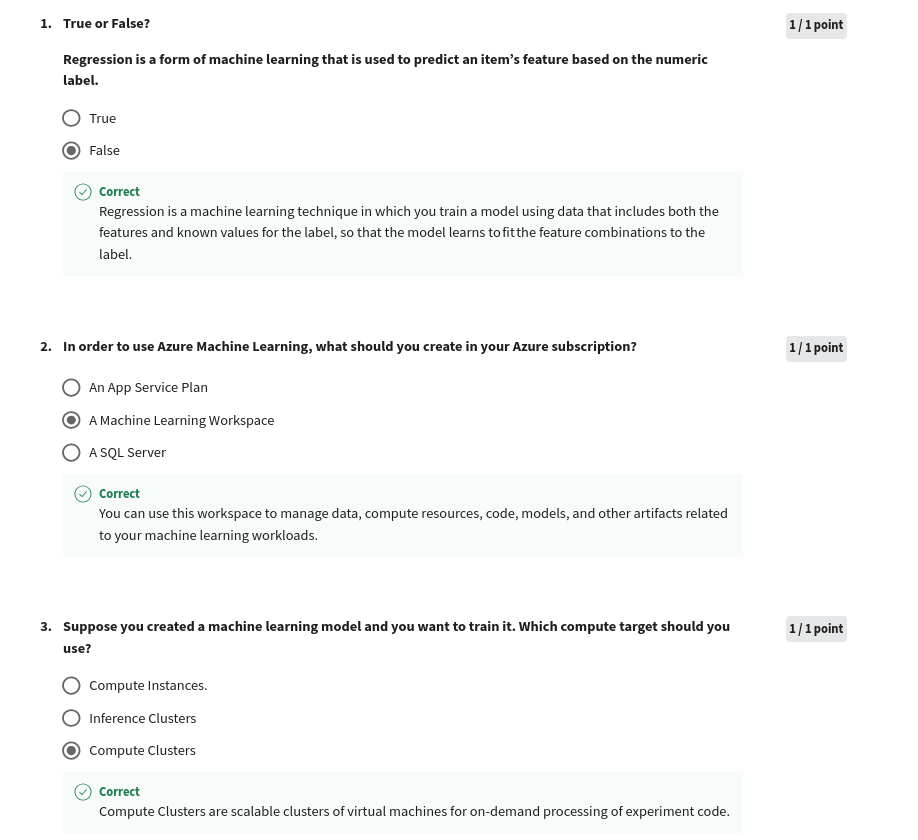 1. True or False?
1 / 1 point
Regression is a form of machine learning that is used to predict an item’s feature based on the numeric
label.
True
False
Correct
Regression is a machine learning technique in which you train a model using data that includes both the
features and known values for the label, so that the model learns to fit the feature combinations to the
label.
2. In order to use Azure Machine Learning, what should you create in your Azure subscription?
1 / 1 point
An App Service Plan
A Machine Learning Workspace
A SQL Server
Correct
You can use this workspace to manage data, compute resources, code, models, and other artifacts related
to your machine learning workloads.
3. Suppose you created a machine learning model and you want to train it. Which compute target should you
use?
1 / 1 point
Compute Instances.
Inference Clusters
Compute Clusters
Correct
Compute Clusters are scalable clusters of virtual machines for on-demand processing of experiment code.